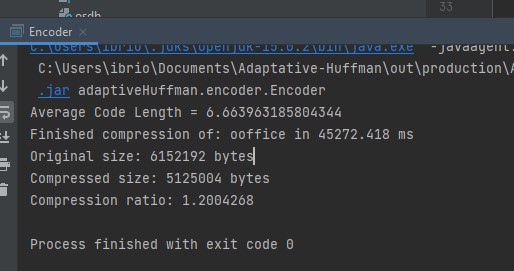 osdb
33
Encoder ×
C:\Users\ibrio\.jdks\openjdk-15.0.2\bin\java.exe "-javaagent:
C:\Users\ibrio\Documents\Adaptative-Huffman\out\production\A
.jar adaptiveHuffman.encoder.Encoder
Average Code Length = 6.663963185804344
Finished compression of: ooffice in 45272.418 ms
Original size: 6152192 bytes
Compressed size: 5125004 bytes
Compression ratio: 1.2004268
Process finished with exit code 0